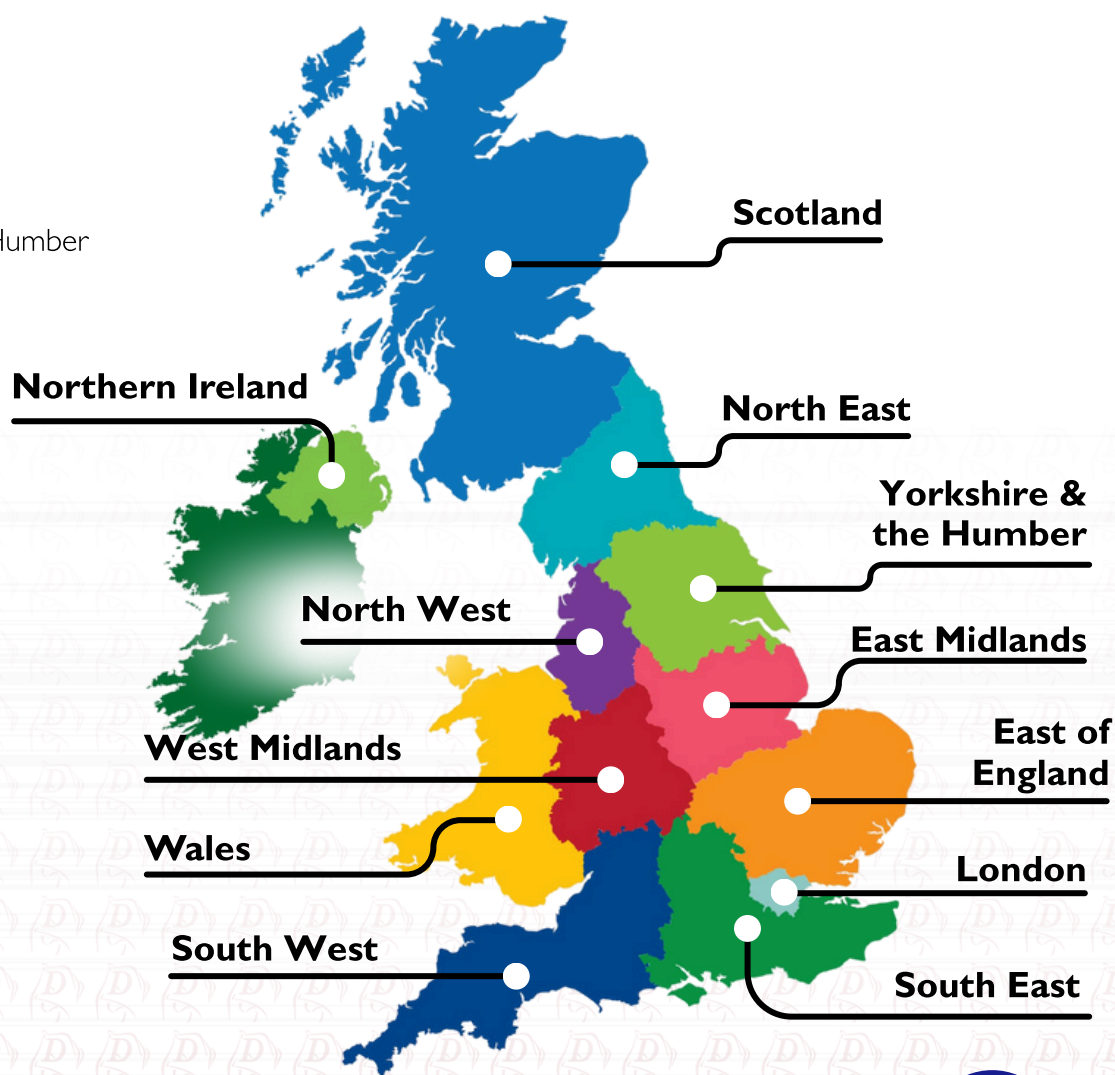 Humber
Scotland
Northern Ireland
North East
Yorkshire &
the Humber
North West
East Midlands
East of
England
West Midlands
Wales
London
South West
South East